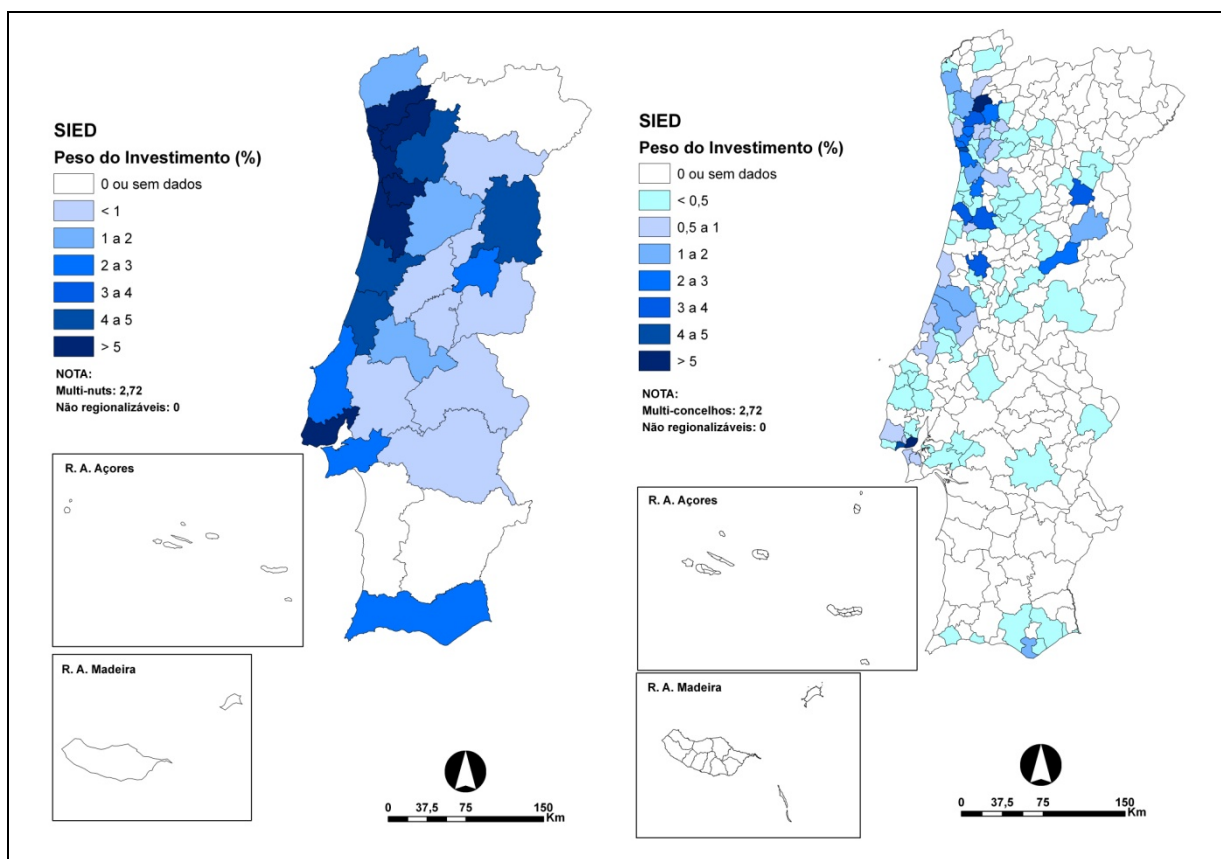 SIED
Peso do Investimento (%)
0 ou sem dados
< 1
1 a 2
2 a 3
3 a 4
4 a 5
> 5
NOTA:
Multi-nuts: 2,72
Não regionalizáveis: 0
R. A. Açores
R. A. Madeira
0 37,5 75 150
Km
SIED
Peso do Investimento (%)
0 ou sem dados
< 0,5
0,5 a 1
1 a 2
2 a 3
3 a 4
4 a 5
> 5
NOTA:
Multi-concelhos: 2,72
Não regionalizáveis: 0
R. A. Açores
R. A. Madeira
0 37,5 75 150
Km